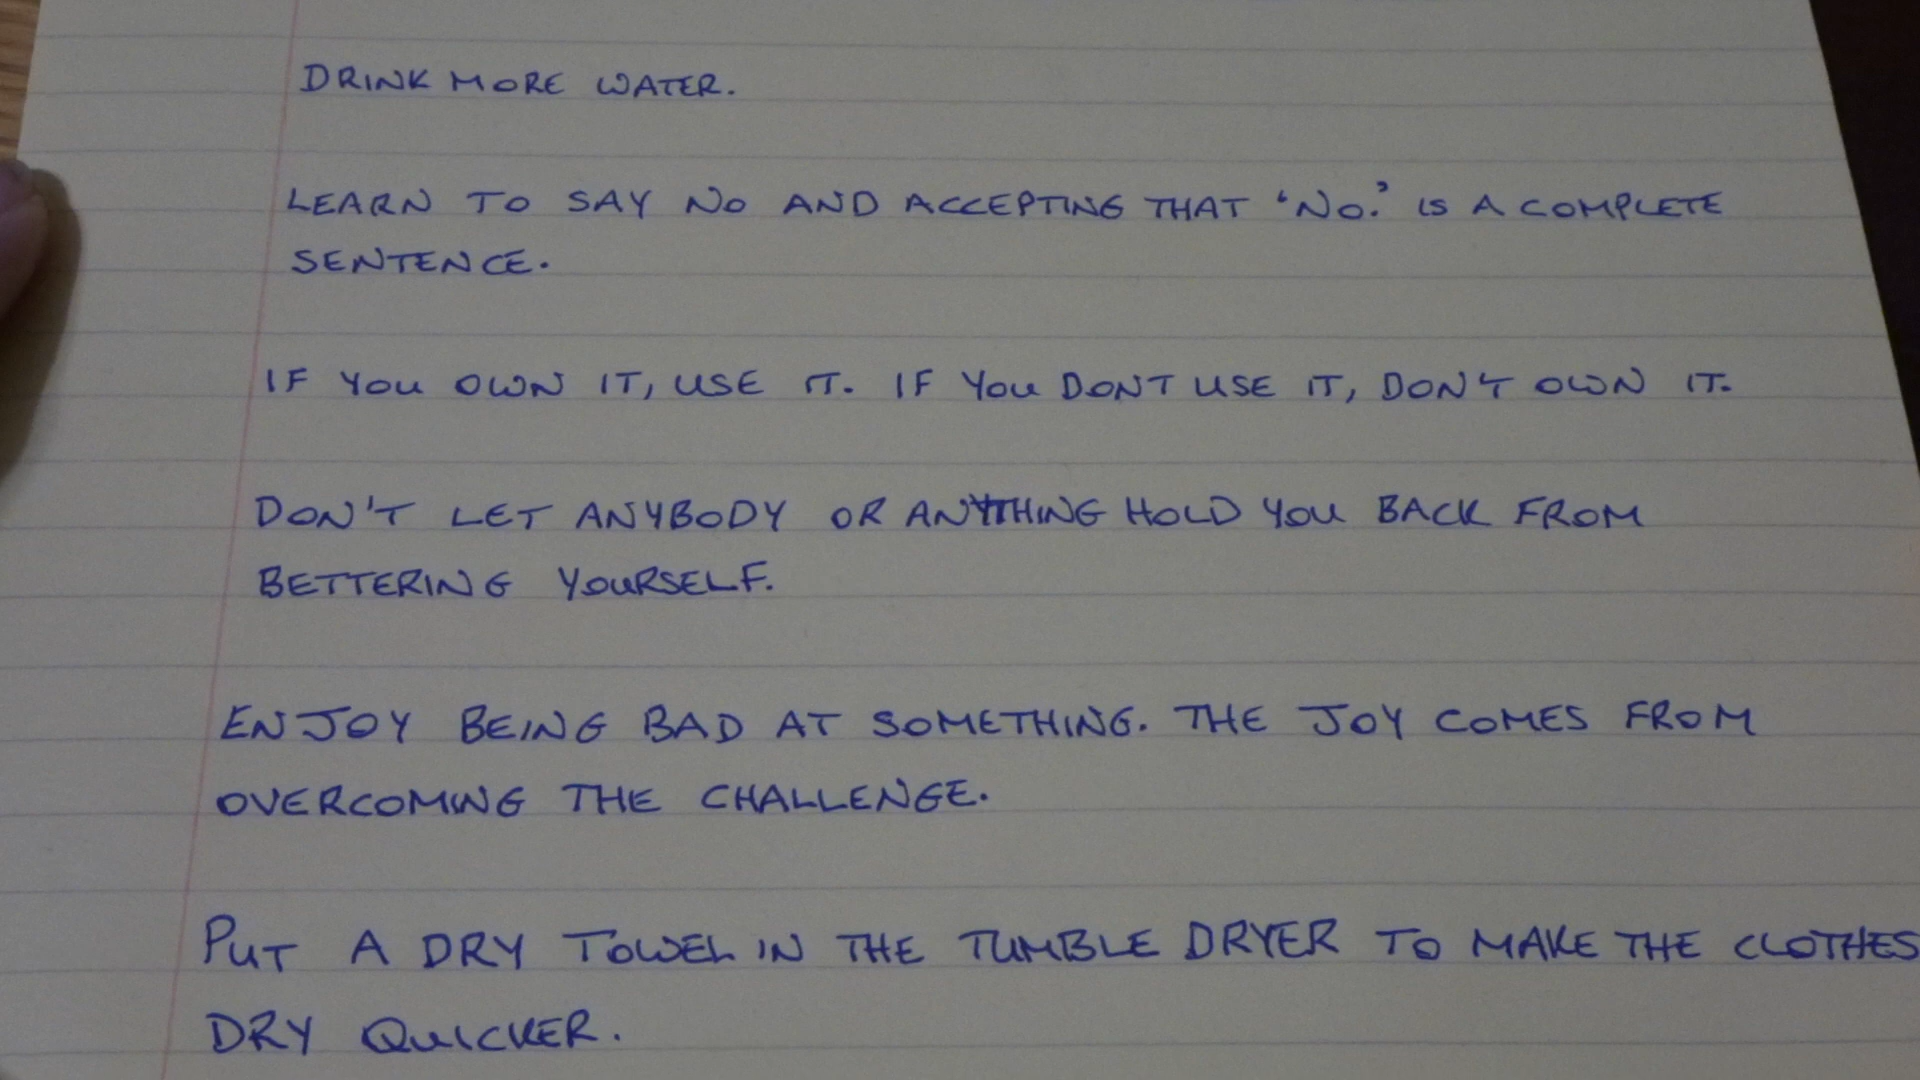 DRINK MORE WATER.
LEARN TO SAY NO AND ACCEPTING THAT 'NO.' IS A COMPLETE
SENTENCE.
IF YOU OWN IT, USE IT. IF YOU DONT USE IT, DON'T OWN IT.
DON'T LET ANYBODY OR ANYTHING HOLD YOU BACK FROM
BETTERING YOURSELF.
ENJOY BEING BAD AT SOMETHING. THE JOY COMES FROM
OVERCOMING THE CHALLENGE.
PUT A DRY TOWEL IN THE TUMBLE DRYER TO MAKE THE CLOTHES
DRY QUICKER.